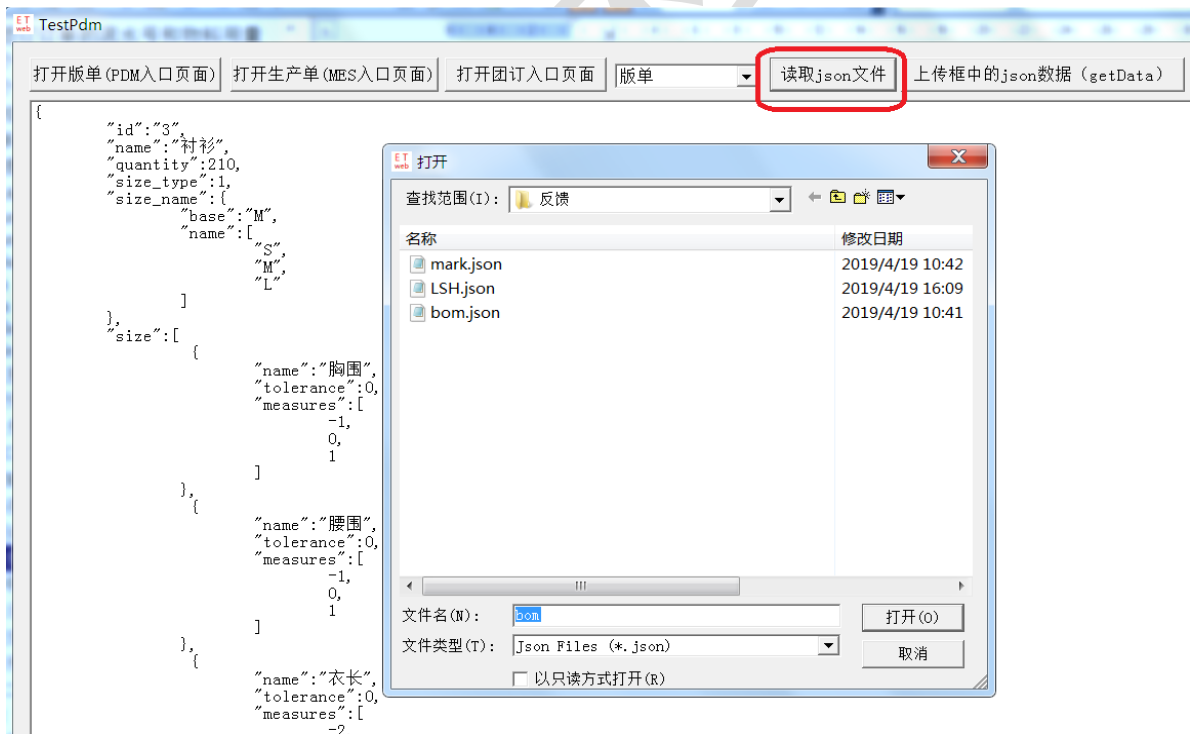 ET web TestPdm
打开版单(PDM入口页面) 打开生产单(MES入口页面) 打开团订入口页面 版单 读取json文件 上传框中的json数据（getData）
{
"id":"3",
"name":"衬衫",
"quantity":210,
"size_type":1,
"size_name":{
"base":"M",
"name":[
"S",
"M",
"L"
]
},
"size":[
{
"name":"胸围",
"tolerance":0,
"measures":[
-1,
0,
1
]
},
{
"name":"腰围",
"tolerance":0,
"measures":[
-1,
0,
1
]
},
{
"name":"衣长",
"tolerance":0,
"measures":[
-2
ET web 打开 X
查找范围(I): 反馈
名称 修改日期
mark.json 2019/4/19 10:42
LSH.json 2019/4/19 16:09
bom.json 2019/4/19 10:41
文件名(N): bom 打开(O)
文件类型(T): Json Files (*.json) 取消
以只读方式打开(R)